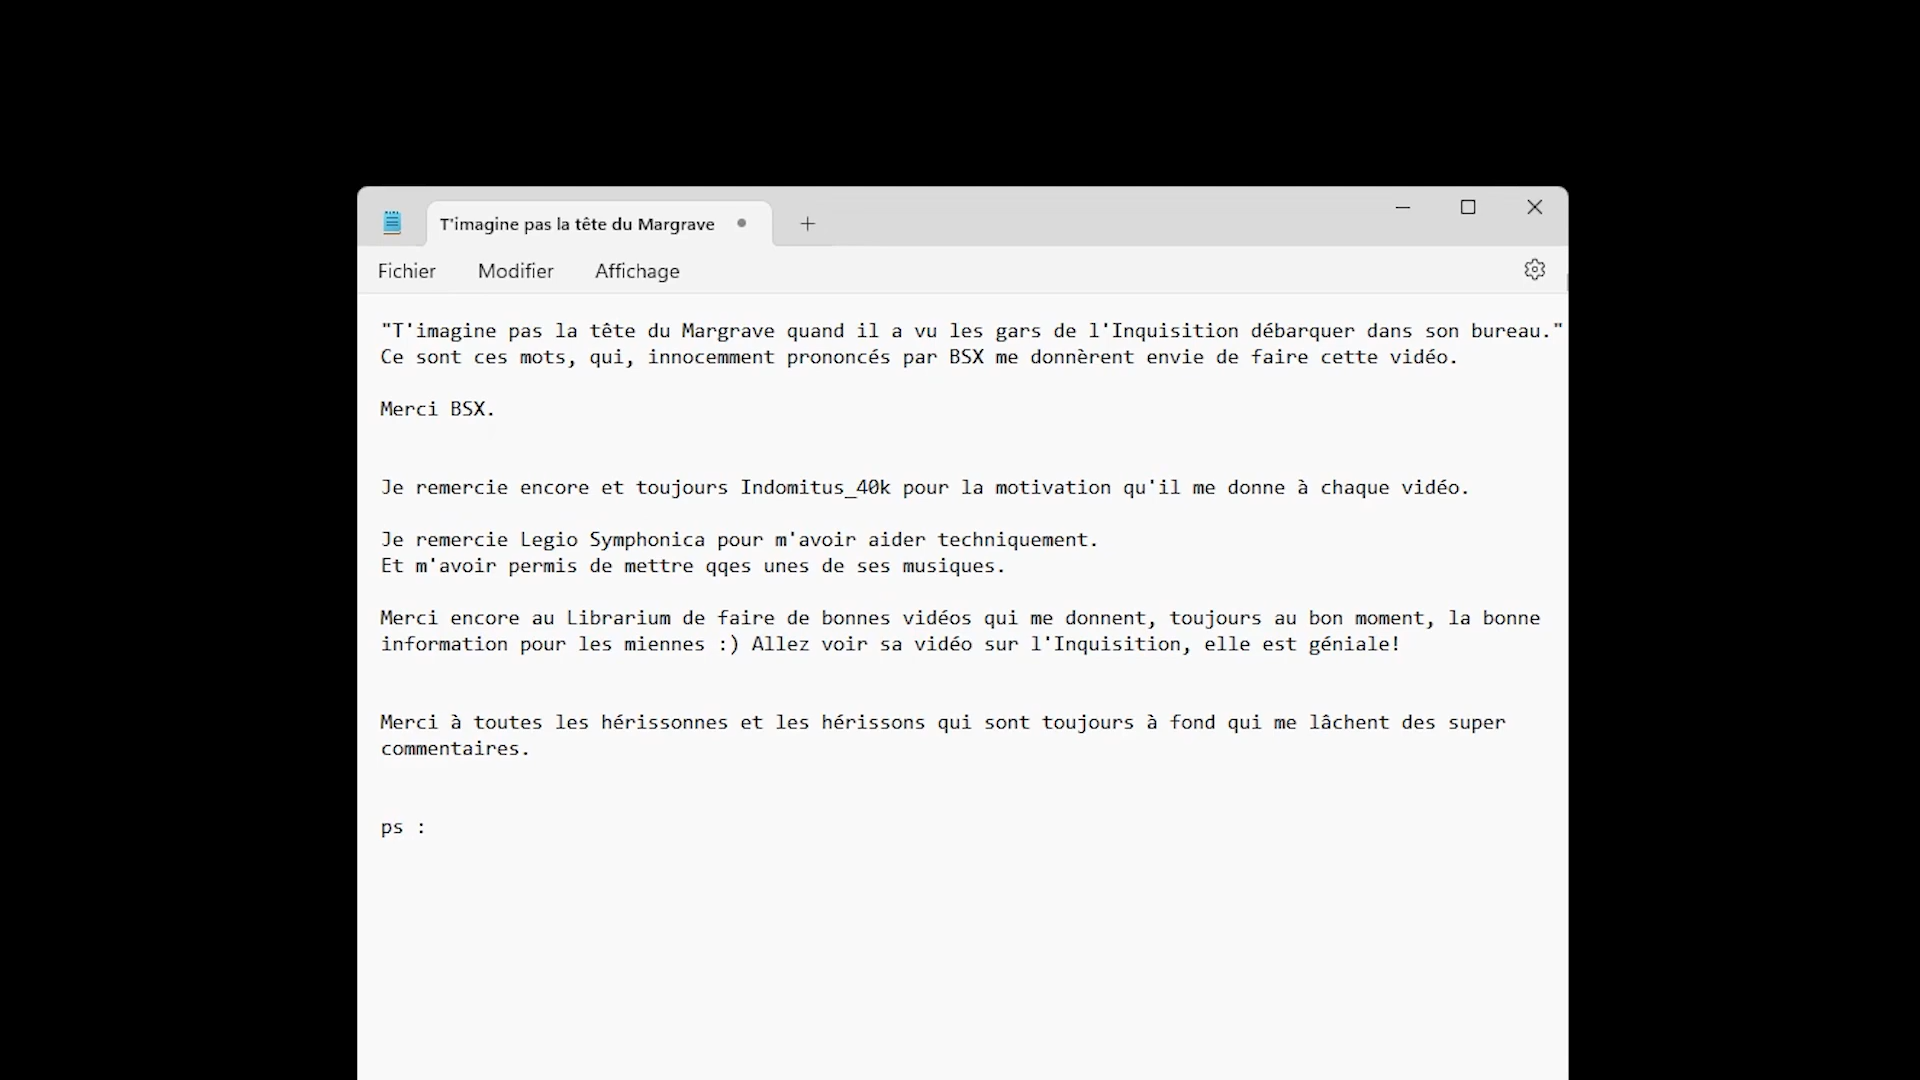 T'imagine pas la tête du Margrave
Fichier Modifier Affichage
"T'imagine pas la tête du Margrave quand il a vu les gars de l'Inquisition débarquer dans son bureau."
Ce sont ces mots, qui, innocemment prononcés par BSX me donnèrent envie de faire cette vidéo.
Merci BSX.
Je remercie encore et toujours Indomitus_40k pour la motivation qu'il me donne à chaque vidéo.
Je remercie Legio Symphonica pour m'avoir aider techniquement.
Et m'avoir permis de mettre qqes unes de ses musiques.
Merci encore au Librarium de faire de bonnes vidéos qui me donnent, toujours au bon moment, la bonne
information pour les miennes :) Allez voir sa vidéo sur l'Inquisition, elle est géniale!
Merci à toutes les hérissonnes et les hérissons qui sont toujours à fond qui me lâchent des super
commentaires.
ps :